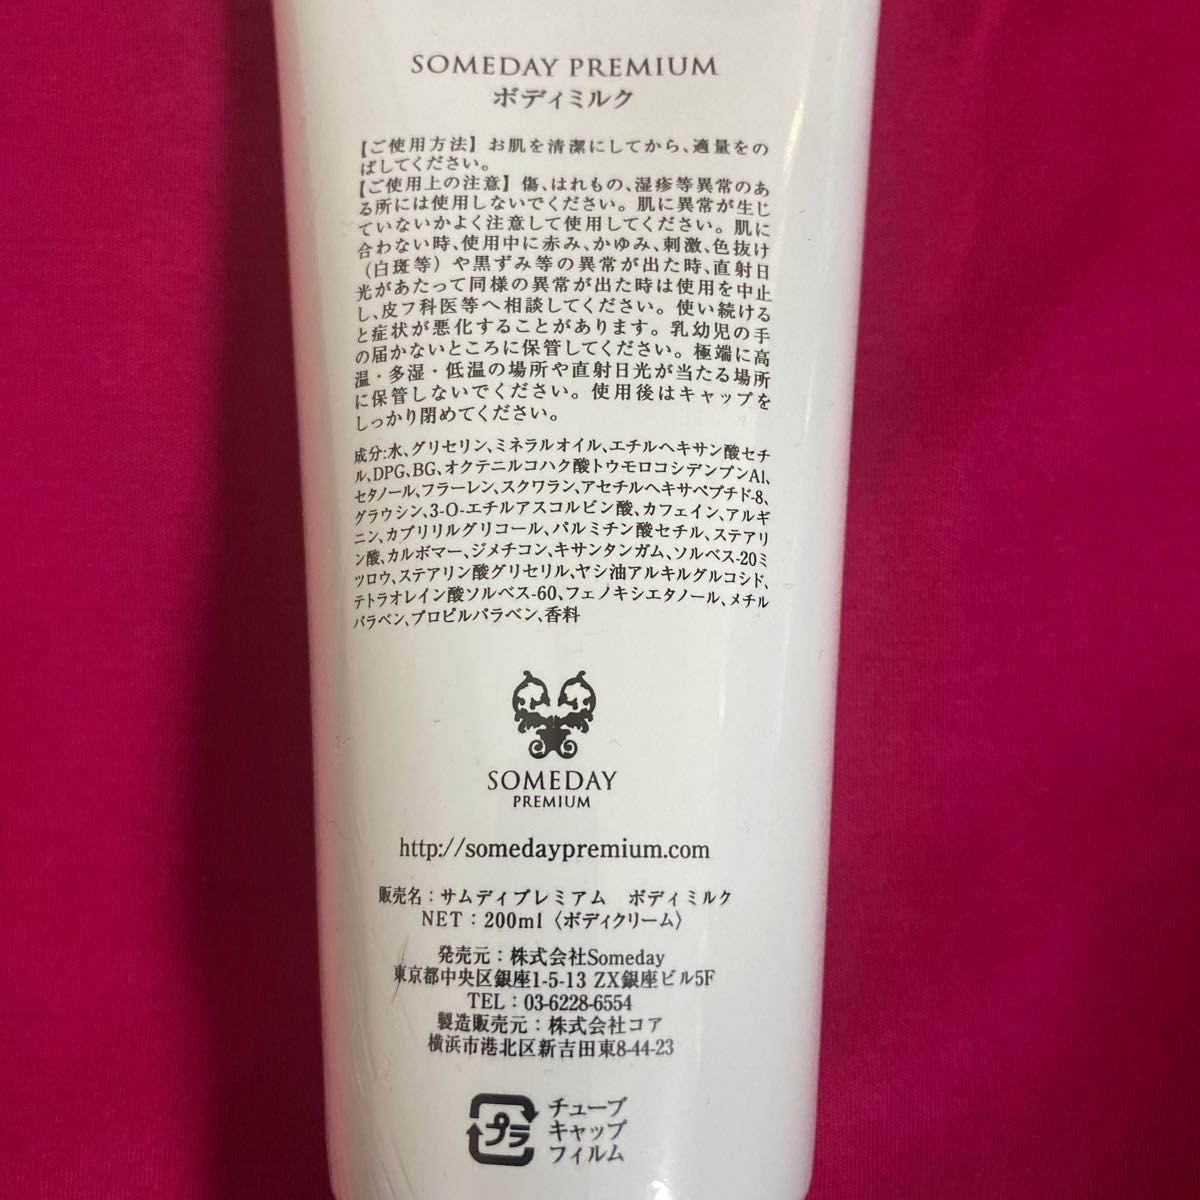 SOMEDAY PREMIUM
ボディミルク
【ご使用方法】お肌を清潔にしてから、適量をの
ばしてください。
【ご使用上の注意】傷、はれもの、湿疹等異常のあ
る所には使用しないでください。肌に異常が生じ
ていないかよく注意して使用してください。肌に
合わない時、使用中に赤み、かゆみ、刺激、色抜け
（白斑等）や黒ずみ等の異常が出た時、直射日
光があたって同様の異常が出た時は使用を中止
し、皮フ科医等へ相談してください。使い続ける
と症状が悪化することがあります。乳幼児の手
の届かないところに保管してください。極端に高
温・多湿・低温の場所や直射日光が当たる場所
に保管しないでください。使用後はキャップを
しっかり閉めてください。
成分:水、グリセリン、ミネラルオイル、エチルヘキサン酸セチ
ル、DPG、BG、オクテニルコハク酸トウモロコシデンプンAl、
セタノール、フラーレン、スクワラン、アセチルヘキサペプチド-8、
グラウシン、3-O-エチルアスコルビン酸、カフェイン、アルギ
ニン、カプリリルグリコール、パルミチン酸セチル、ステアリ
ン酸、カルボマー、ジメチコン、キサンタンガム、ソルベス-20ミ
ツロウ、ステアリン酸グリセリル、ヤシ油アルキルグルコシド、
テトラオレイン酸ソルベス-60、フェノキシエタノール、メチル
パラベン、プロピルパラベン、香料
SOMEDAY
PREMIUM
http://somedaypremium.com
販売名：サムディプレミアム　ボディミルク
NET：200ml〈ボディクリーム〉
発売元：株式会社Someday
東京都中央区銀座1-5-13 ZX銀座ビル5F
TEL：03-6228-6554
製造販売元：株式会社コア
横浜市港北区新吉田東8-44-23
プラ
チューブ
キャップ
フィルム